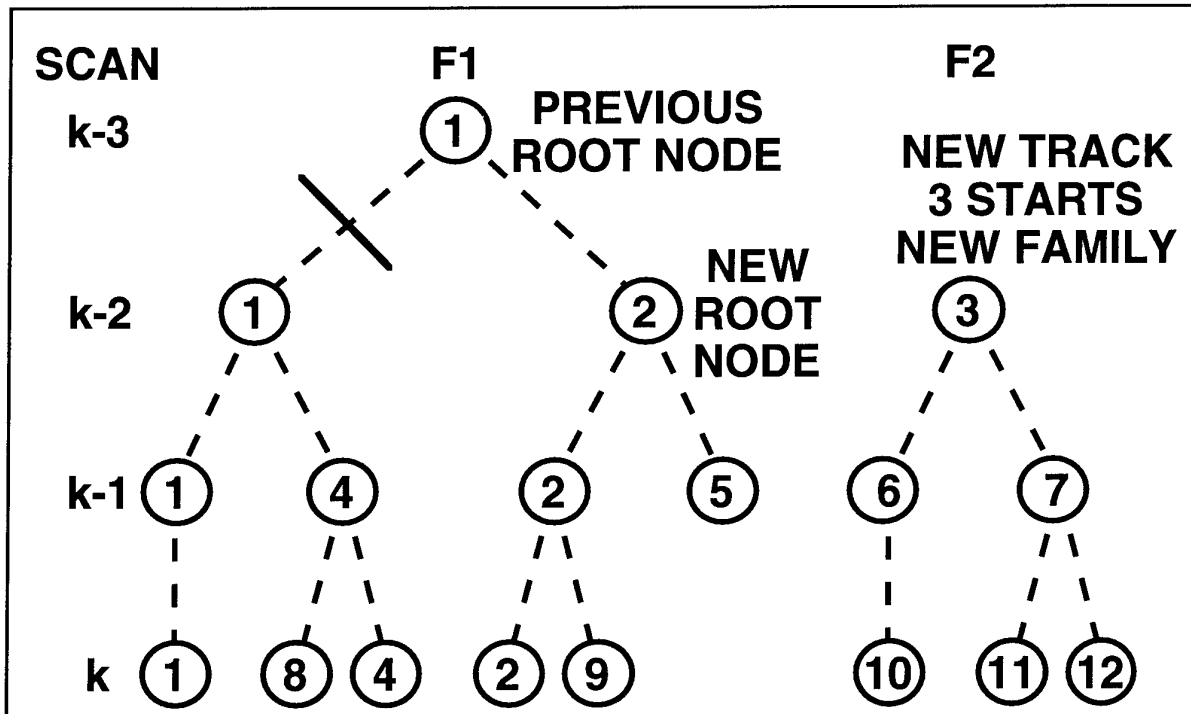 SCAN F1 F2
k-3 1 PREVIOUS
ROOT NODE
NEW TRACK
3 STARTS
NEW FAMILY
k-2 1 2 NEW
ROOT
NODE
3
k-1 1 4 2 5 6 7
k 1 8 4 2 9 10 11 12